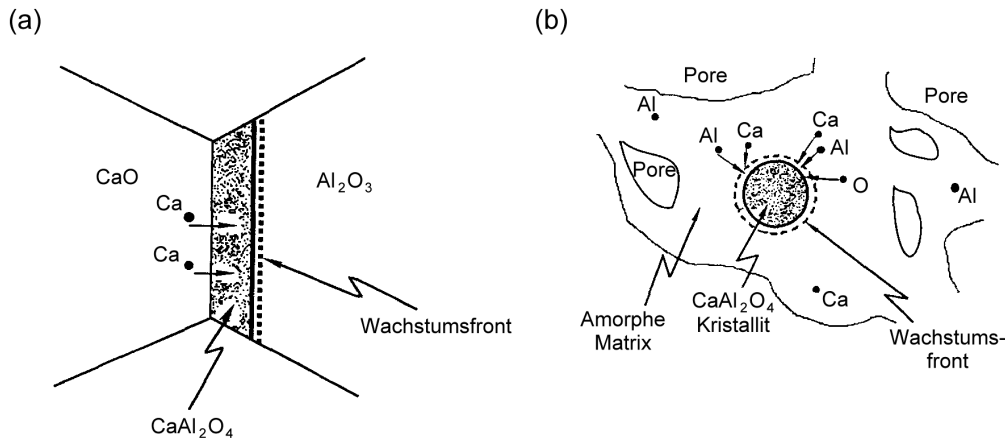 (a)
CaO
Al₂O₃
Ca
Ca
Wachstumsfront
CaAl₂O₄
(b)
Pore
Pore
Al
Ca
Ca
Al
Al
Pore
O
Al
Ca
CaAl₂O₄
Kristallit
Amorphe
Matrix
Wachstums-
front